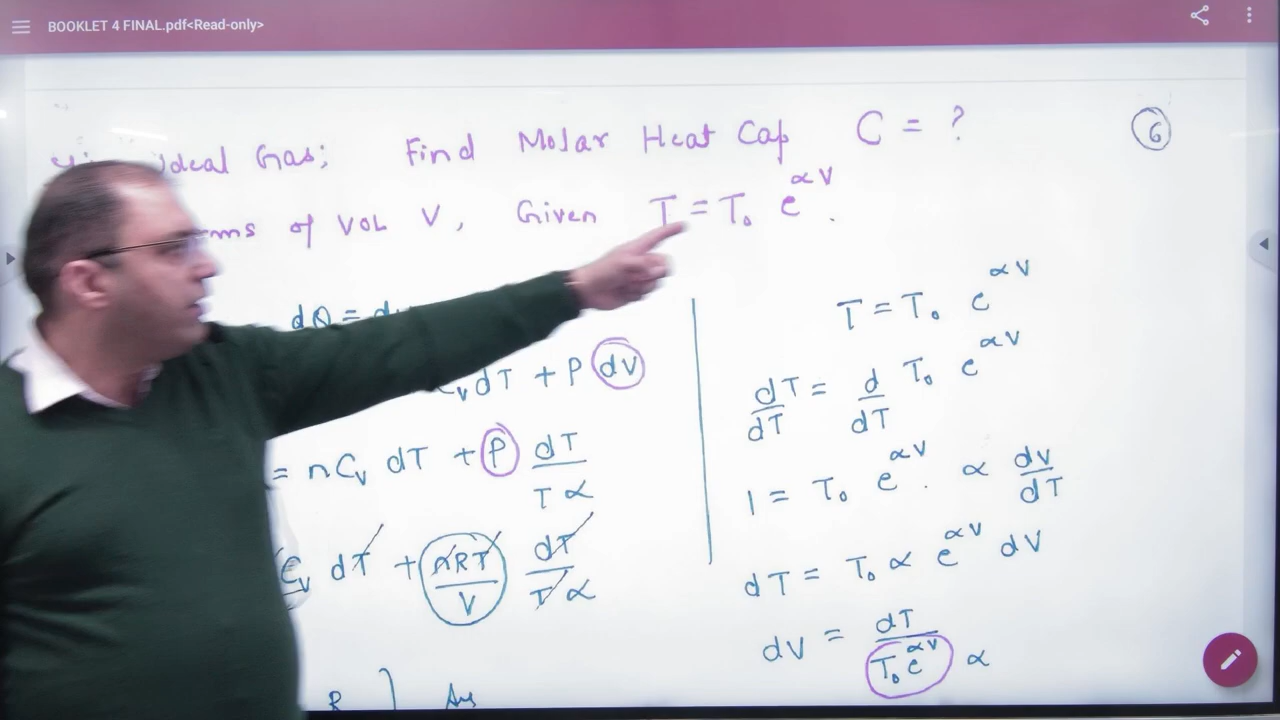 BOOKLET 4 FINAL.pdf<Read-only>
Ideal Gas; Find Molar Heat Cap C = ?
of VOL V, Given T = T₀ e^{αV}.
6
dQ =
dT + P dV
= nC_V dT + P dT/Tα
C_V dT + nRT/V dT/Tα
R ] Ans
T = T₀ e^{αV}
dT/dT = d/dT T₀ e^{αV}
1 = T₀ e^{αV} . α dv/dT
dT = T₀ α e^{αV} dV
dV = dT/T₀ e^{αV} α